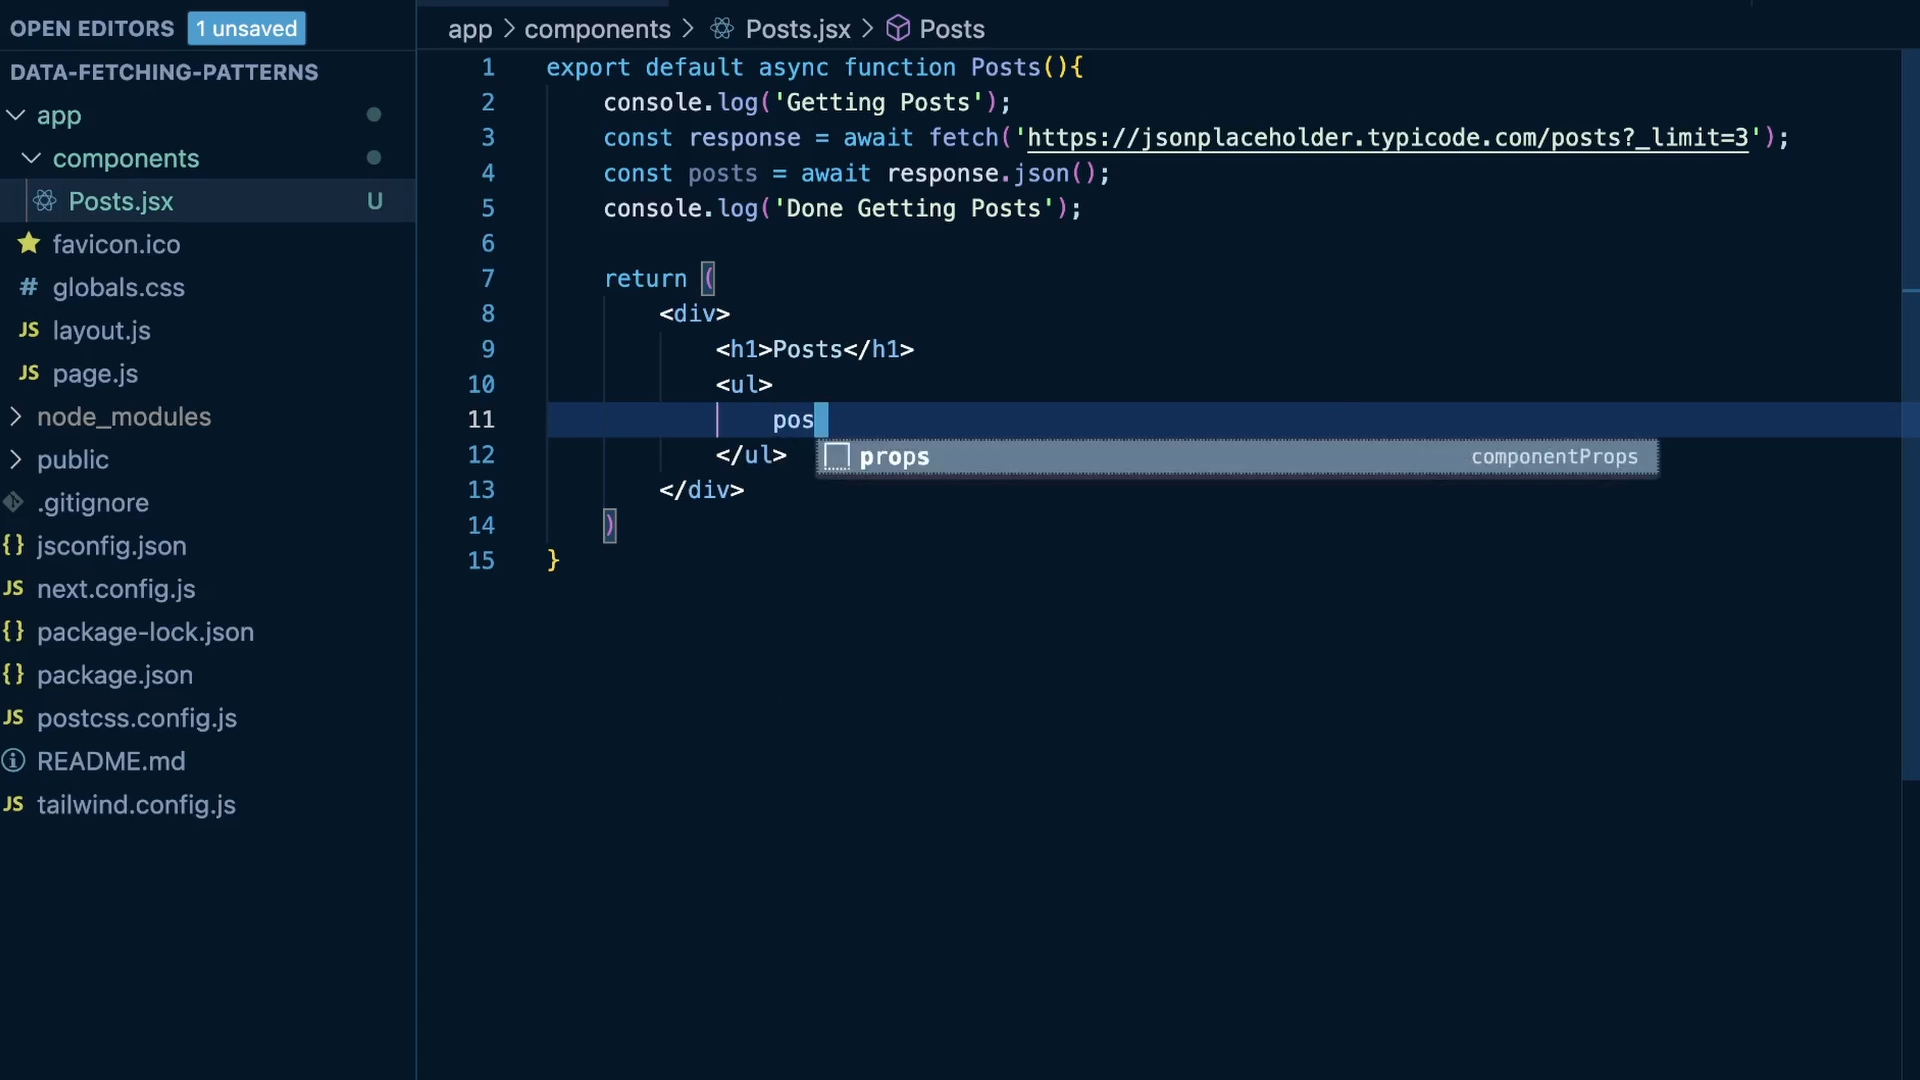 OPEN EDITORS 1 unsaved
DATA-FETCHING-PATTERNS
app
components
Posts.jsx U
favicon.ico
# globals.css
JS layout.js
JS page.js
node_modules
public
.gitignore
{} jsconfig.json
JS next.config.js
{} package-lock.json
{} package.json
JS postcss.config.js
README.md
JS tailwind.config.js
app > components > Posts.jsx > Posts
1 export default async function Posts(){
2 console.log('Getting Posts');
3 const response = await fetch('https://jsonplaceholder.typicode.com/posts?_limit=3');
4 const posts = await response.json();
5 console.log('Done Getting Posts');
6
7 return (
8 <div>
9 <h1>Posts</h1>
10 <ul>
11 pos
12 </ul>
props componentProps
13 </div>
14 )
15 }